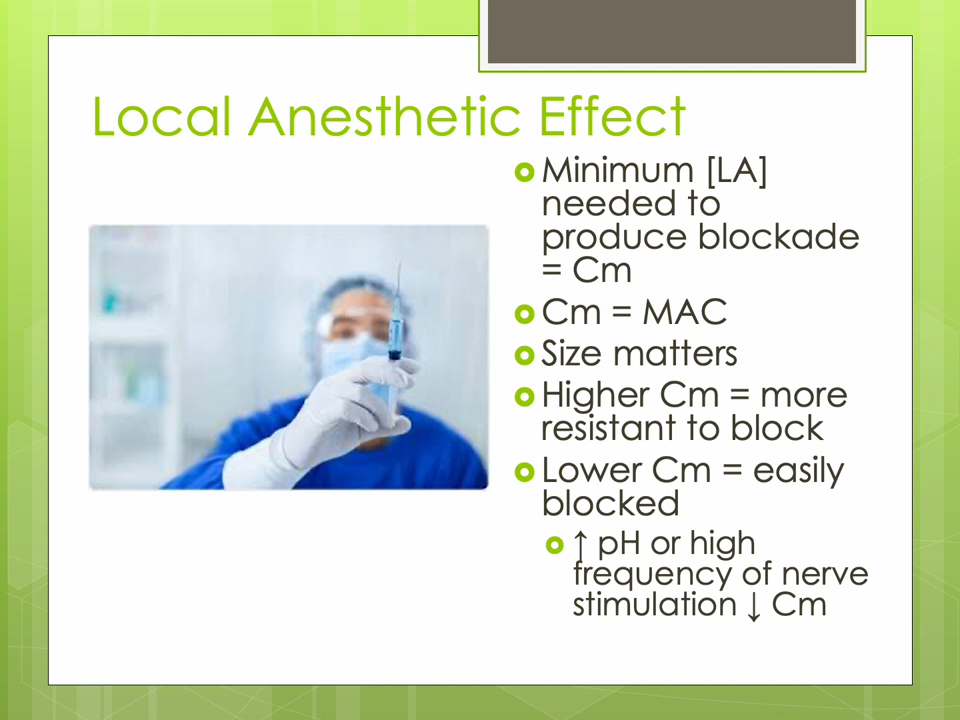 Local Anesthetic Effect
Minimum [LA]
needed to
produce blockade
= Cm
Cm = MAC
Size matters
Higher Cm = more
resistant to block
Lower Cm = easily
blocked
↑ pH or high
frequency of nerve
stimulation ↓ Cm